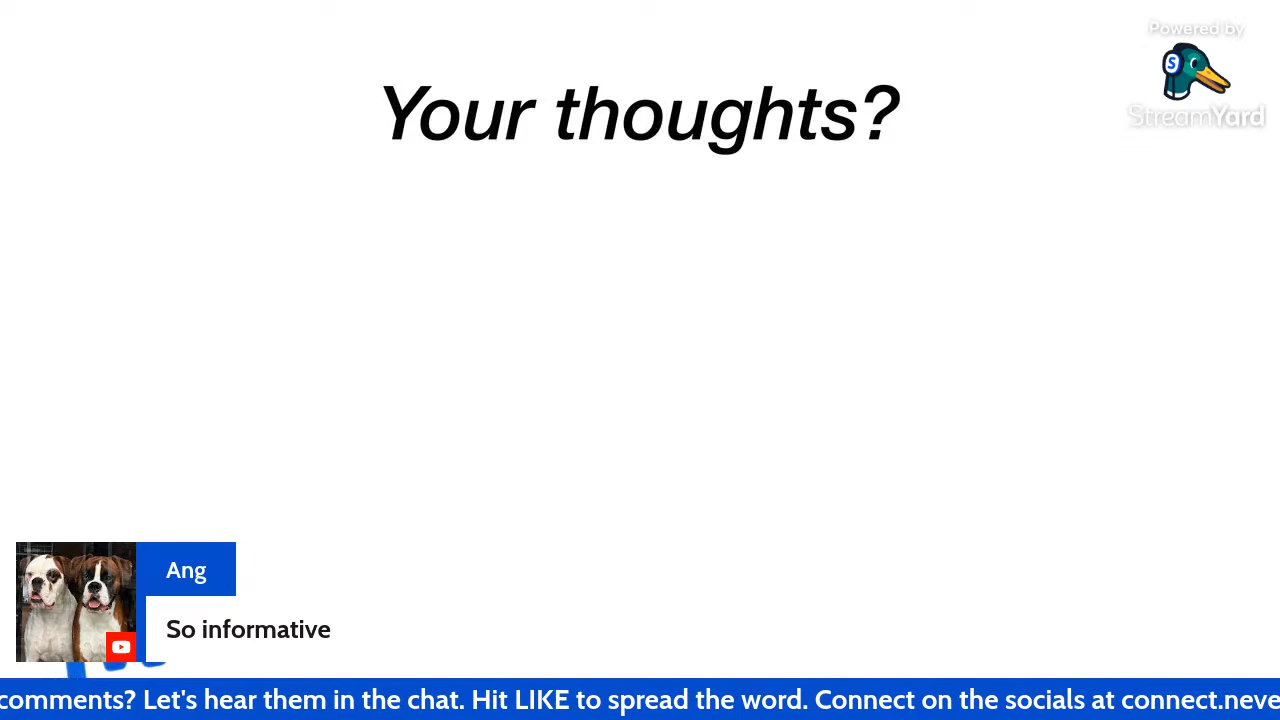 Powered by
S
StreamYard
Your thoughts?
Ang
So informative
comments? Let's hear them in the chat. Hit LIKE to spread the word. Connect on the socials at connect.neve